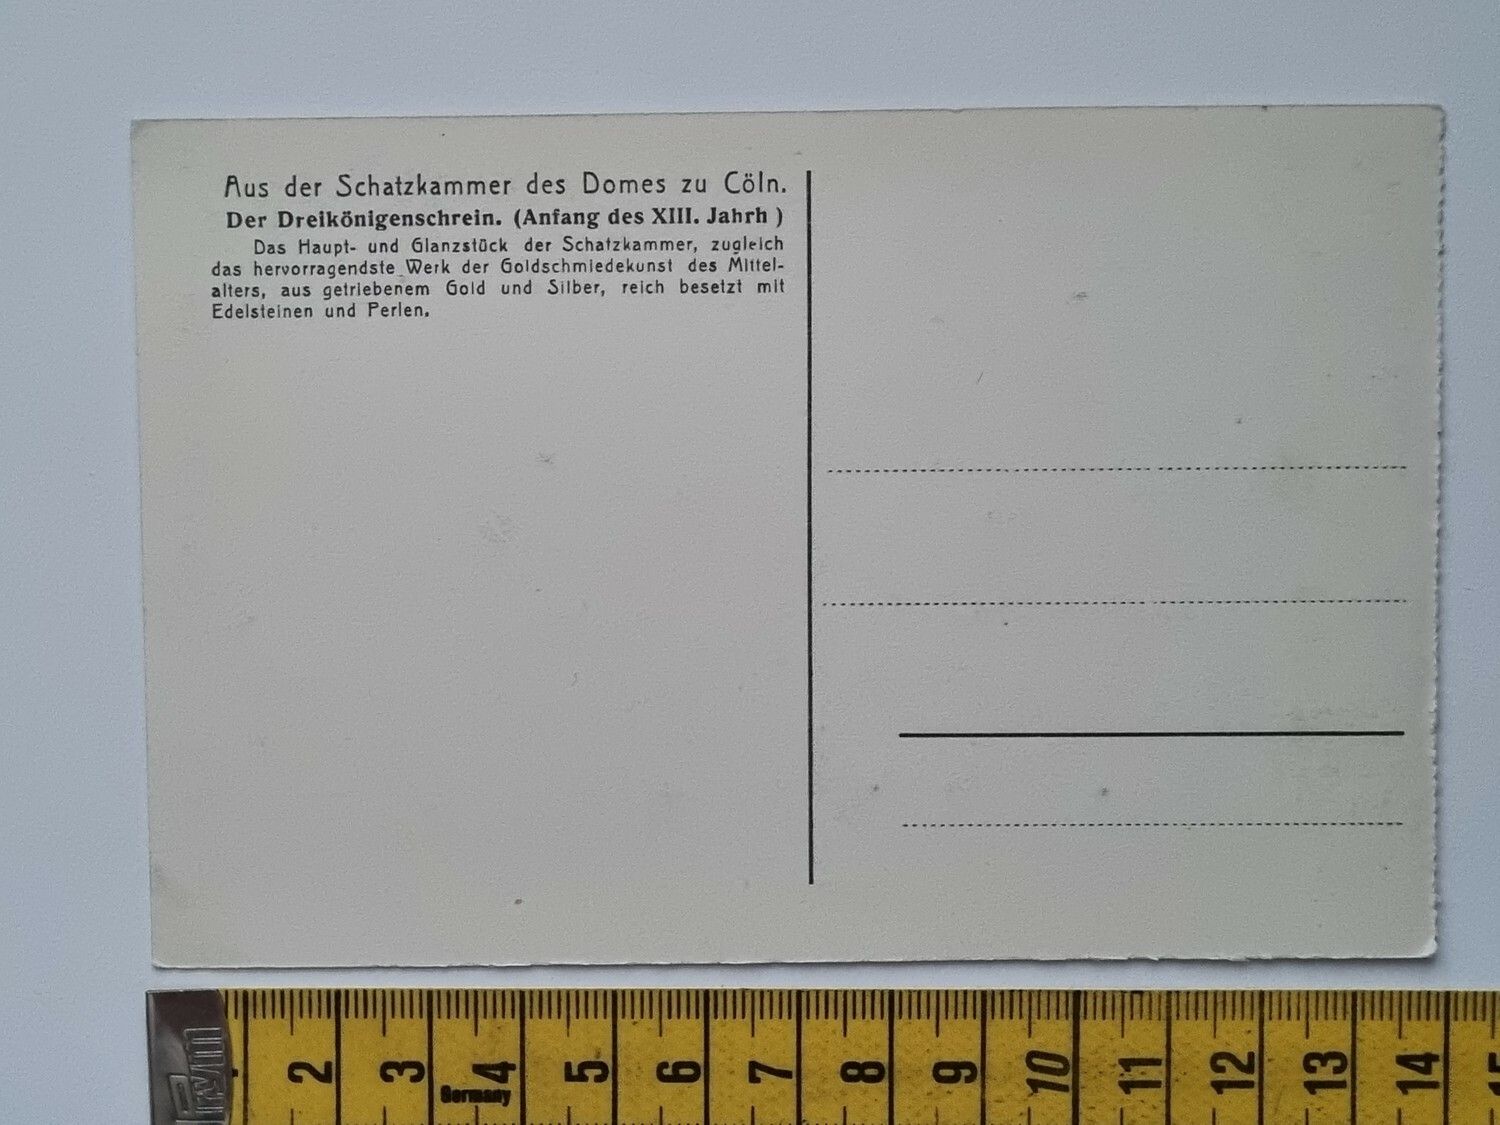 Aus der Schatzkammer des Domes zu Cöln.
Der Dreikönigenschrein. (Anfang des XIII. Jahrh )
Das Haupt- und Glanzstück der Schatzkammer, zugleich
das hervorragendste Werk der Goldschmiedekunst des Mittel-
alters, aus getriebenem Gold und Silber, reich besetzt mit
Edelsteinen und Perlen.
2 3 4 5 6 7 8 9 10 11 12 13 14 15
Germany
Prym